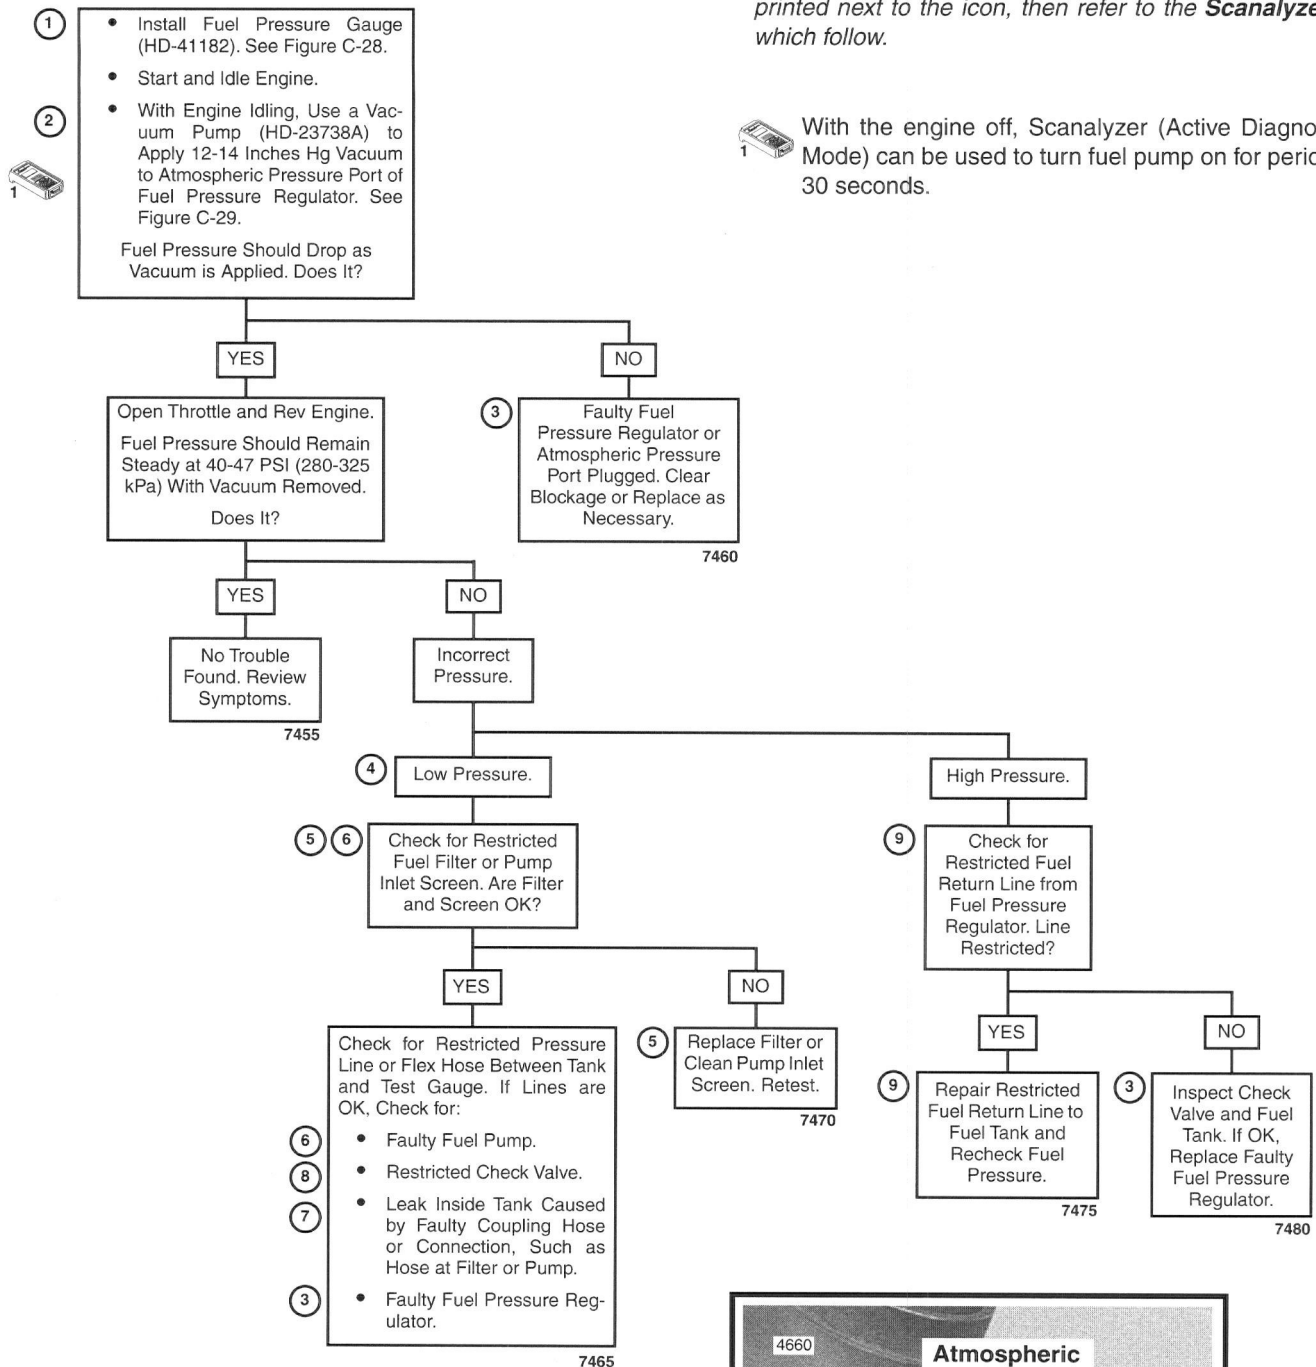 printed next to the icon, then refer to the Scanalyze
which follow.
With the engine off, Scanalyzer (Active Diagno
1
Mode) can be used to turn fuel pump on for perio
30 seconds.
1
• Install Fuel Pressure Gauge
(HD-41182). See Figure C-28.
• Start and Idle Engine.
2
• With Engine Idling, Use a Vac-
uum Pump (HD-23738A) to
Apply 12-14 Inches Hg Vacuum
to Atmospheric Pressure Port of
Fuel Pressure Regulator. See
Figure C-29.
1
Fuel Pressure Should Drop as
Vacuum is Applied. Does It?
YES
NO
Open Throttle and Rev Engine.
Fuel Pressure Should Remain
Steady at 40-47 PSI (280-325
kPa) With Vacuum Removed.
Does It?
3
Faulty Fuel
Pressure Regulator or
Atmospheric Pressure
Port Plugged. Clear
Blockage or Replace as
Necessary.
7460
YES
NO
No Trouble
Found. Review
Symptoms.
7455
Incorrect
Pressure.
4
Low Pressure.
High Pressure.
5 6
Check for Restricted
Fuel Filter or Pump
Inlet Screen. Are Filter
and Screen OK?
9
Check for
Restricted Fuel
Return Line from
Fuel Pressure
Regulator. Line
Restricted?
YES
NO
YES
NO
Check for Restricted Pressure
Line or Flex Hose Between Tank
and Test Gauge. If Lines are
OK, Check for:
6
• Faulty Fuel Pump.
8
• Restricted Check Valve.
7
• Leak Inside Tank Caused
by Faulty Coupling Hose
or Connection, Such as
Hose at Filter or Pump.
3
• Faulty Fuel Pressure Reg-
ulator.
7465
5
Replace Filter or
Clean Pump Inlet
Screen. Retest.
7470
9
Repair Restricted
Fuel Return Line to
Fuel Tank and
Recheck Fuel
Pressure.
7475
3
Inspect Check
Valve and Fuel
Tank. If OK,
Replace Faulty
Fuel Pressure
Regulator.
7480
4660
Atmospheric